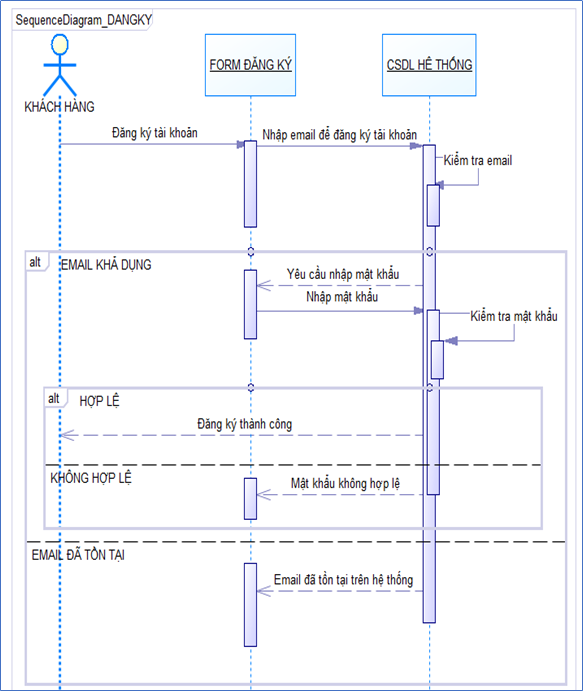 SequenceDiagram_DANGKY
KHÁCH HÀNG
FORM ĐĂNG KÝ
CSDL HỆ THỐNG
Đăng ký tài khoản
Nhập email để đăng ký tài khoản
Kiểm tra email
alt
EMAIL KHẢ DỤNG
Yêu cầu nhập mật khẩu
Nhập mật khẩu
Kiểm tra mật khẩu
alt
HỢP LỆ
Đăng ký thành công
KHÔNG HỢP LỆ
Mật khẩu không hợp lệ
EMAIL ĐÃ TỒN TẠI
Email đã tồn tại trên hệ thống